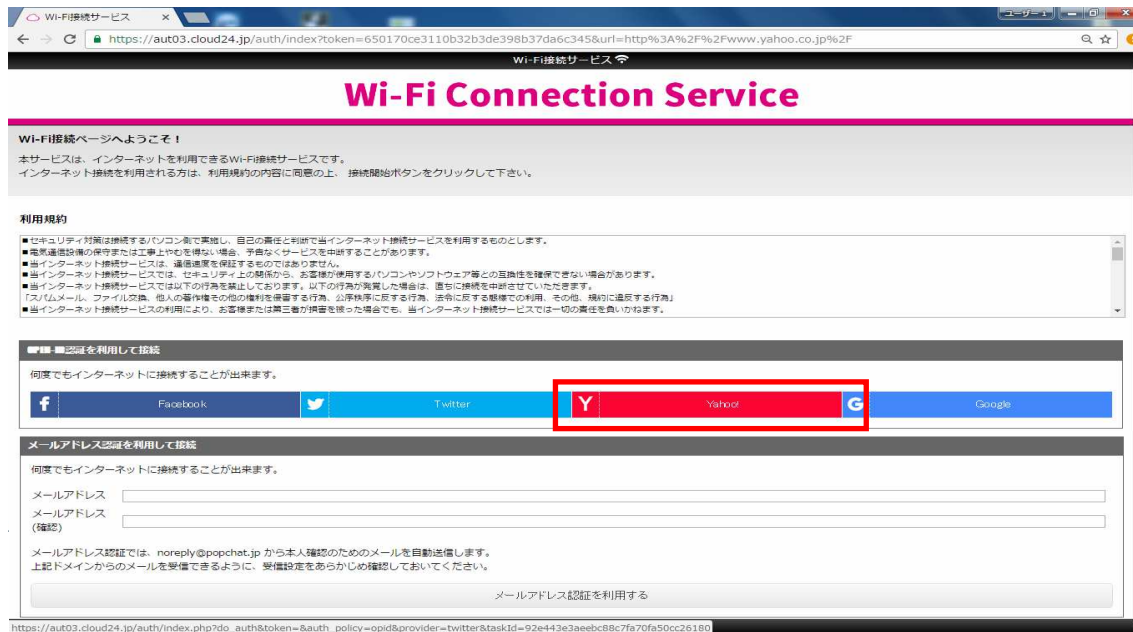 Wi-Fi接続サービス
ユーザー 1
https://aut03.cloud24.jp/auth/index?token=650170ce3110b32b3de398b37da6c345&url=http%3A%2F%2Fwww.yahoo.co.jp%2F
Wi-Fi接続サービス
Wi-Fi Connection Service
Wi-Fi接続ページへようこそ！
本サービスは、インターネットを利用できるWi-Fi接続サービスです。
インターネット接続を利用される方は、利用規約の内容に同意の上、 接続開始ボタンをクリックして下さい。
利用規約
■セキュリティ対策は接続するパソコン側で実施し、自己の責任と判断で当インターネット接続サービスを利用するものとします。
■電気通信設備の保守または工事上やむを得ない場合、予告なくサービスを中断することがあります。
■当インターネット接続サービスは、通信速度を保証するものではありません。
■当インターネット接続サービスでは、セキュリティ上の関係から、お客様が使用するパソコンやソフトウェア等との互換性を確保できない場合があります。
■当インターネット接続サービスでは以下の行為を禁止しております。以下の行為が発覚した場合は、直ちに接続を中断させていただきます。
「スパムメール、ファイル交換、他人の著作権その他の権利を侵害する行為、公序秩序に反する行為、法令に反する態様での利用、その他、規約に違反する行為」
■当インターネット接続サービスの利用により、お客様または第三者が損害を被った場合でも、当インターネット接続サービスでは一切の責任を負いかねます。
認証を利用して接続
何度でもインターネットに接続することが出来ます。
Facebook
Twitter
Yahoo!
Google
メールアドレス認証を利用して接続
何度でもインターネットに接続することが出来ます。
メールアドレス
メールアドレス
(確認)
メールアドレス認証では、noreply@popchat.jp から本人確認のためのメールを自動送信します。
上記ドメインからのメールを受信できるように、受信設定をあらかじめ確認しておいてください。
メールアドレス認証を利用する
https://aut03.cloud24.jp/auth/index.php?do_auth&token=&auth_policy=opid&provider=twitter&taskId=92e443e3aeebc88c7fa70fa50cc26180